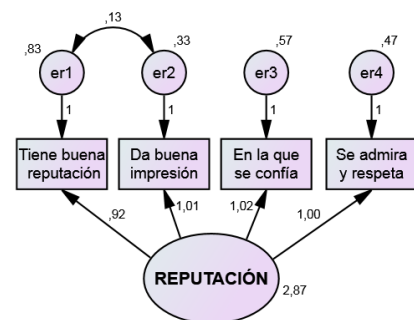 ,13
,83
,33
,57
,47
er1
er2
er3
er4
1
1
1
1
Tiene buena
reputación
Da buena
impresión
En la que
se confía
Se admira
y respeta
,92
1,01
1,02
1,00
REPUTACIÓN
2,87